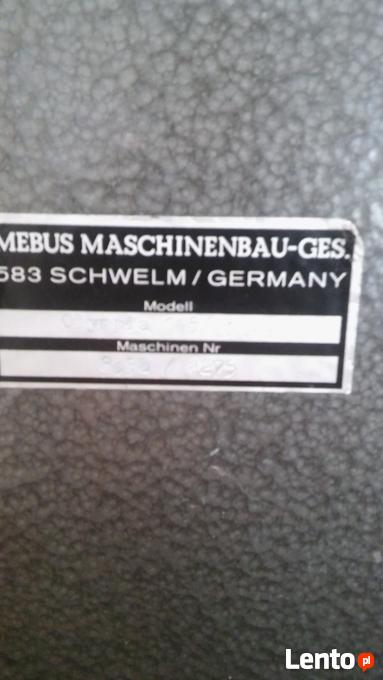 MEBUS MASCHINENBAU-GES.
583 SCHWELM / GERMANY
Modell
Maschinen Nr
Lento pl